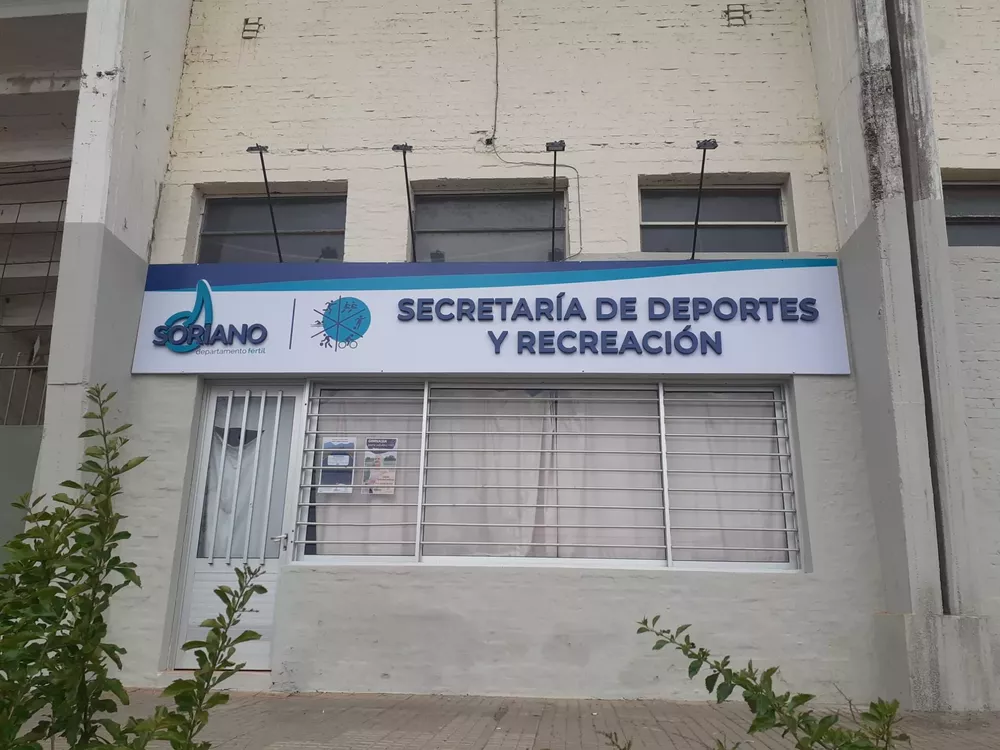 SORIANO
departamento fértil
SECRETARÍA DE DEPORTES
Y RECREACIÓN